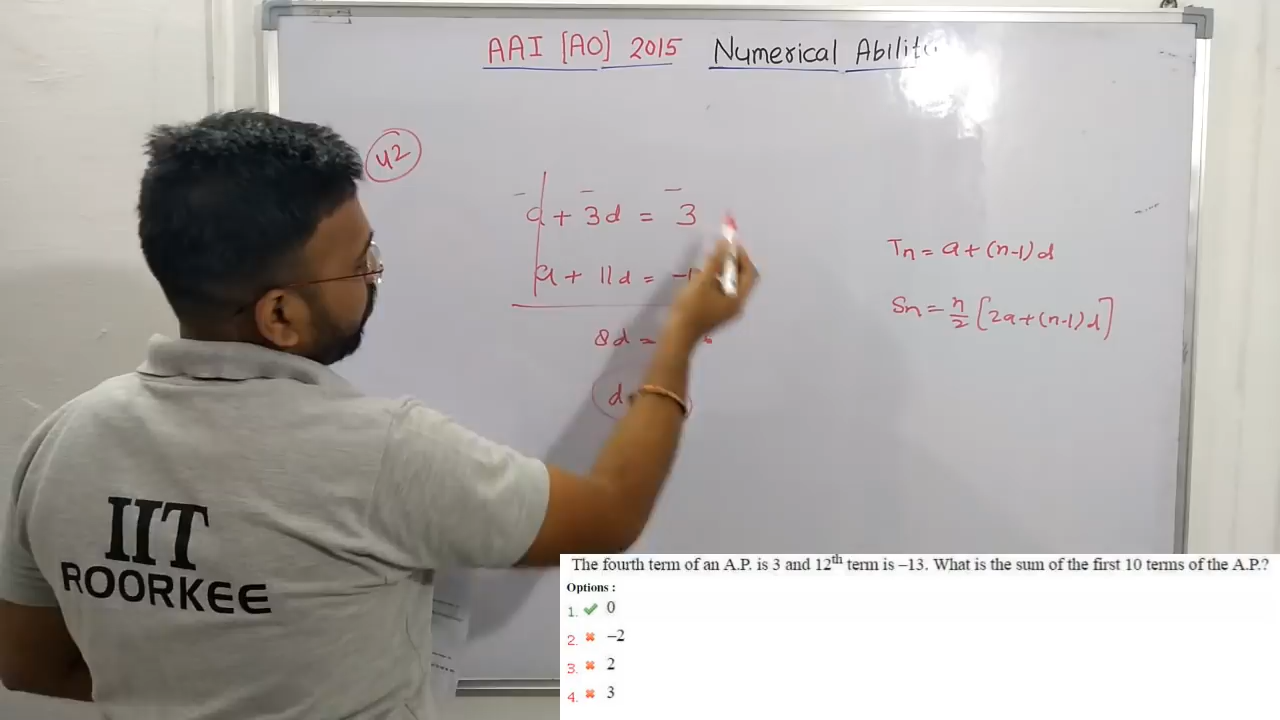 AAI [AO] 2015 Numerical Ability
42
a + 3d = 3
a + 11d = -1
8d =
d
Tn = a + (n-1) d
Sn = n/2 [2a + (n-1) d]
IIT
ROORKEE
The fourth term of an A.P. is 3 and 12th term is –13. What is the sum of the first 10 terms of the A.P.?
Options :
1. ✔ 0
2. ✖ –2
3. ✖ 2
4. ✖ 3